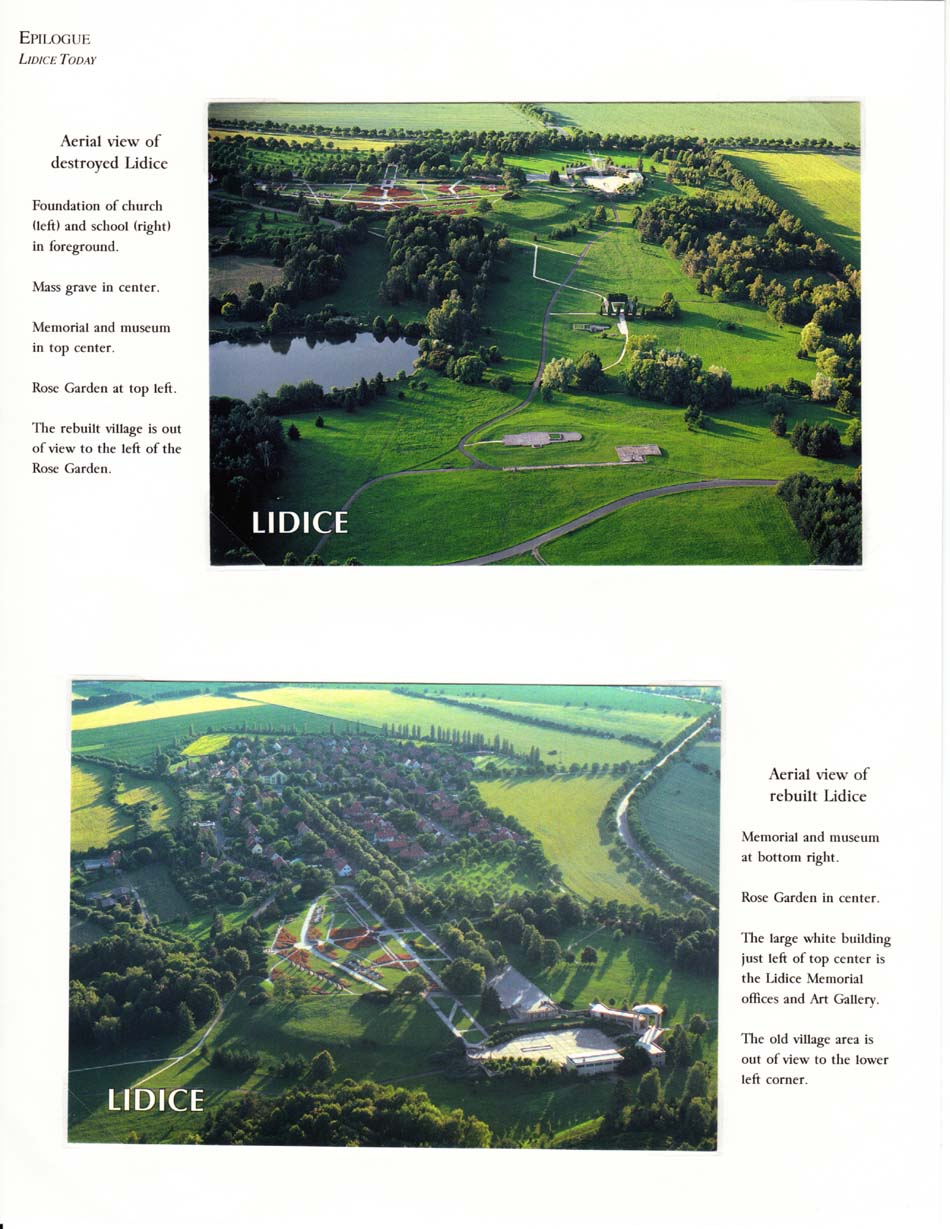 EPILOGUE
LIDICE TODAY
Aerial view of
destroyed Lidice
Foundation of church
(left) and school (right)
in foreground.
Mass grave in center.
Memorial and museum
in top center.
Rose Garden at top left.
The rebuilt village is out
of view to the left of the
Rose Garden.
LIDICE
Aerial view of
rebuilt Lidice
Memorial and museum
at bottom right.
Rose Garden in center.
The large white building
just left of top center is
the Lidice Memorial
offices and Art Gallery.
The old village area is
out of view to the lower
left corner.
LIDICE